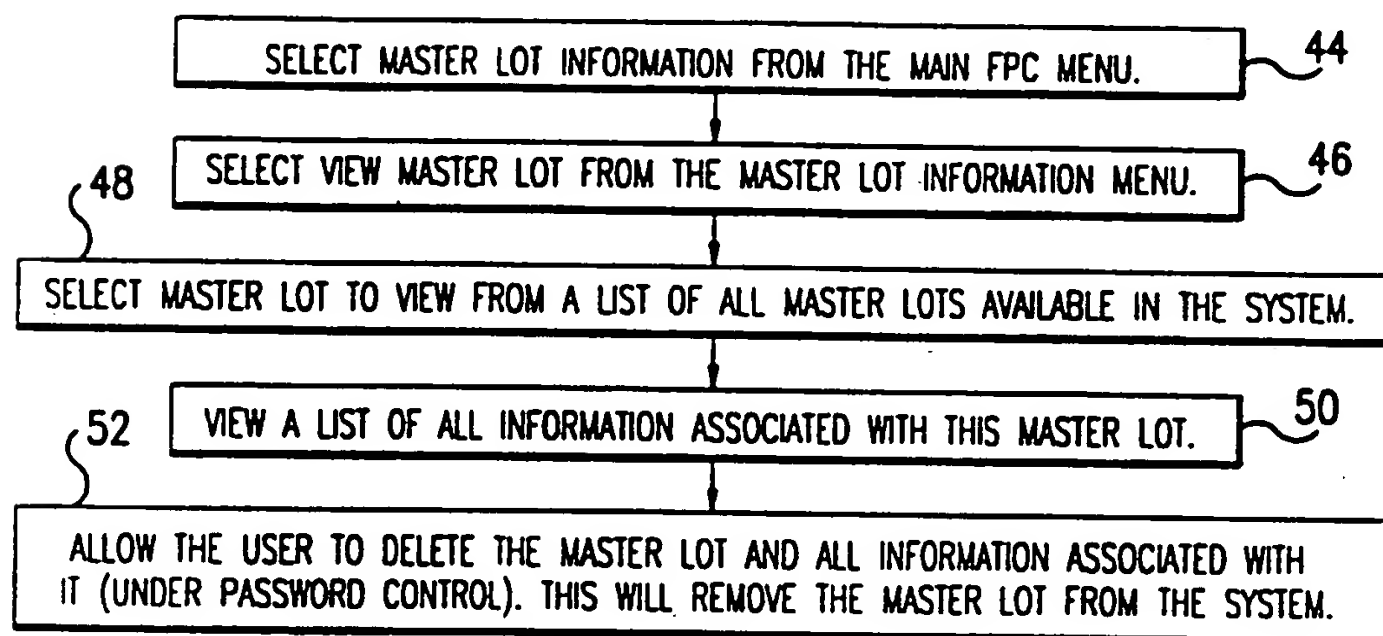 SELECT MASTER LOT INFORMATION FROM THE MAIN FPC MENU.
44
SELECT VIEW MASTER LOT FROM THE MASTER LOT INFORMATION MENU.
46
48
SELECT MASTER LOT TO VIEW FROM A LIST OF ALL MASTER LOTS AVAILABLE IN THE SYSTEM.
VIEW A LIST OF ALL INFORMATION ASSOCIATED WITH THIS MASTER LOT.
50
52
ALLOW THE USER TO DELETE THE MASTER LOT AND ALL INFORMATION ASSOCIATED WITH
IT (UNDER PASSWORD CONTROL). THIS WILL REMOVE THE MASTER LOT FROM THE SYSTEM.